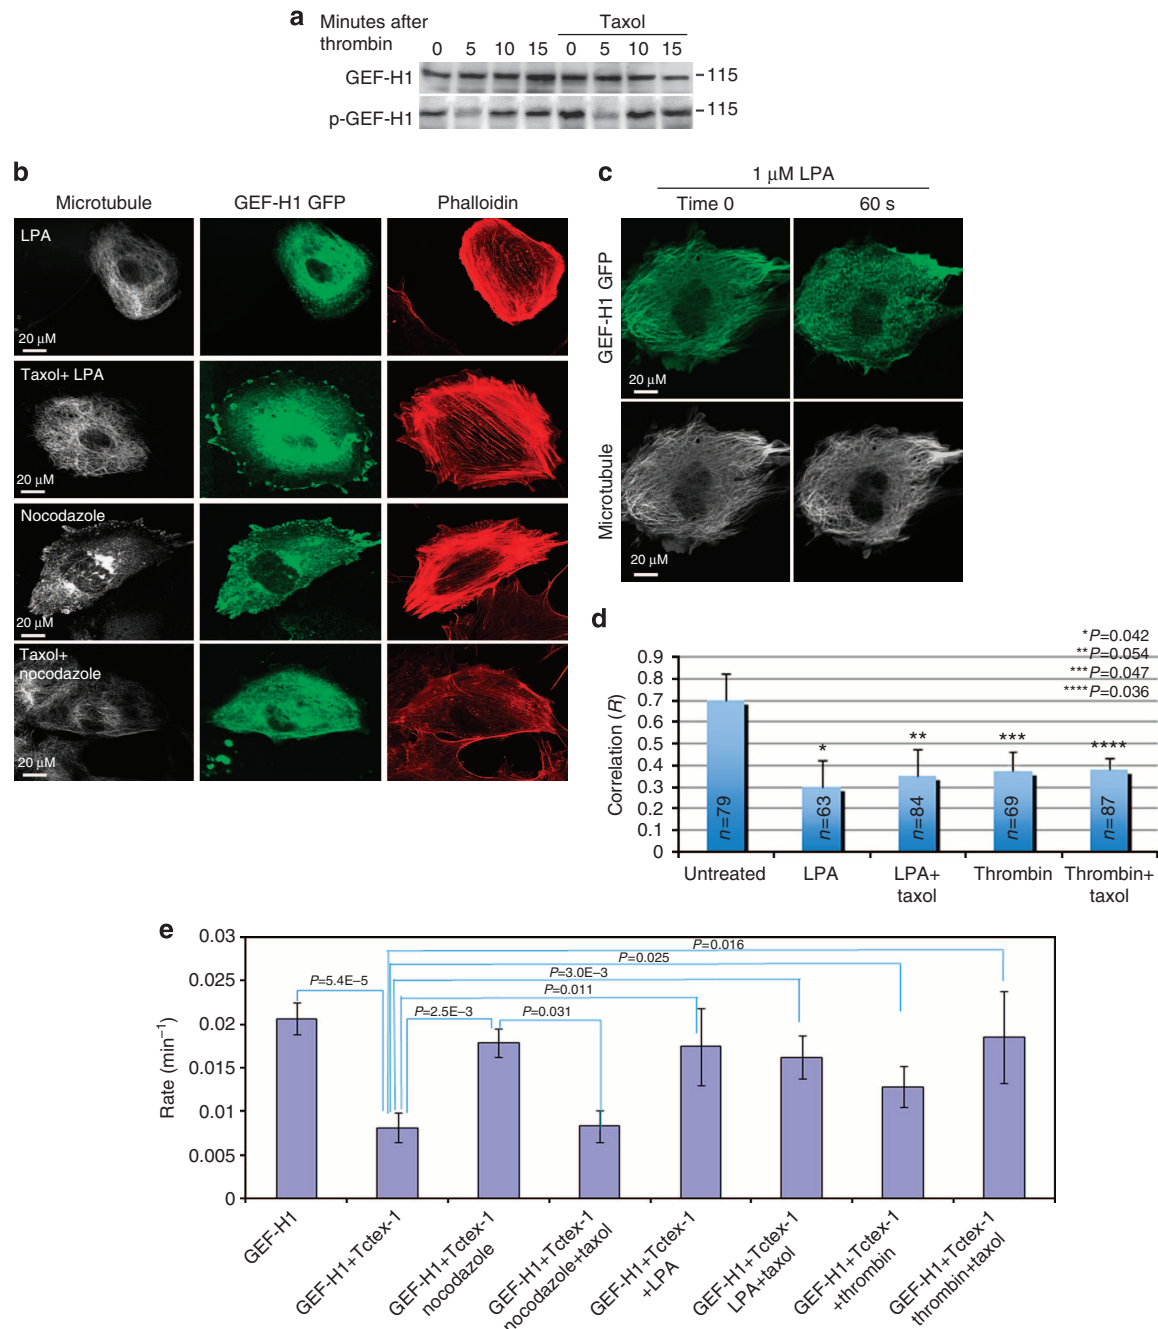 a
Minutes after thrombin
Taxol
0 5 10 15 0 5 10 15
GEF-H1
115
p-GEF-H1
115
b
Microtubule GEF-H1 GFP Phalloidin
LPA
20 μM
Taxol+ LPA
20 μM
Nocodazole
20 μM
Taxol+
nocodazole
20 μM
c
1 μM LPA
Time 0 60 s
GEF-H1 GFP
20 μM
Microtubule
20 μM
d
*P=0.042
**P=0.054
***P=0.047
****P=0.036
Correlation (R)
0.9
0.8
0.7
0.6
0.5
0.4
0.3
0.2
0.1
0
* ** *** ****
n=79 n=63 n=84 n=69 n=87
Untreated LPA LPA+ taxol Thrombin Thrombin+ taxol
e
Rate (min−1)
0.03
0.025
0.02
0.015
0.01
0.005
0
P=0.016
P=0.025
P=5.4E–5
P=3.0E–3
P=0.011
P=2.5E–3
P=0.031
GEF-H1
GEF-H1+Tctex-1
GEF-H1+Tctex-1
nocodazole
GEF-H1+Tctex-1
nocodazole+taxol
GEF-H1+Tctex-1
+LPA
GEF-H1+Tctex-1
LPA+taxol
GEF-H1+Tctex-1
+thrombin
GEF-H1+Tctex-1
thrombin+taxol